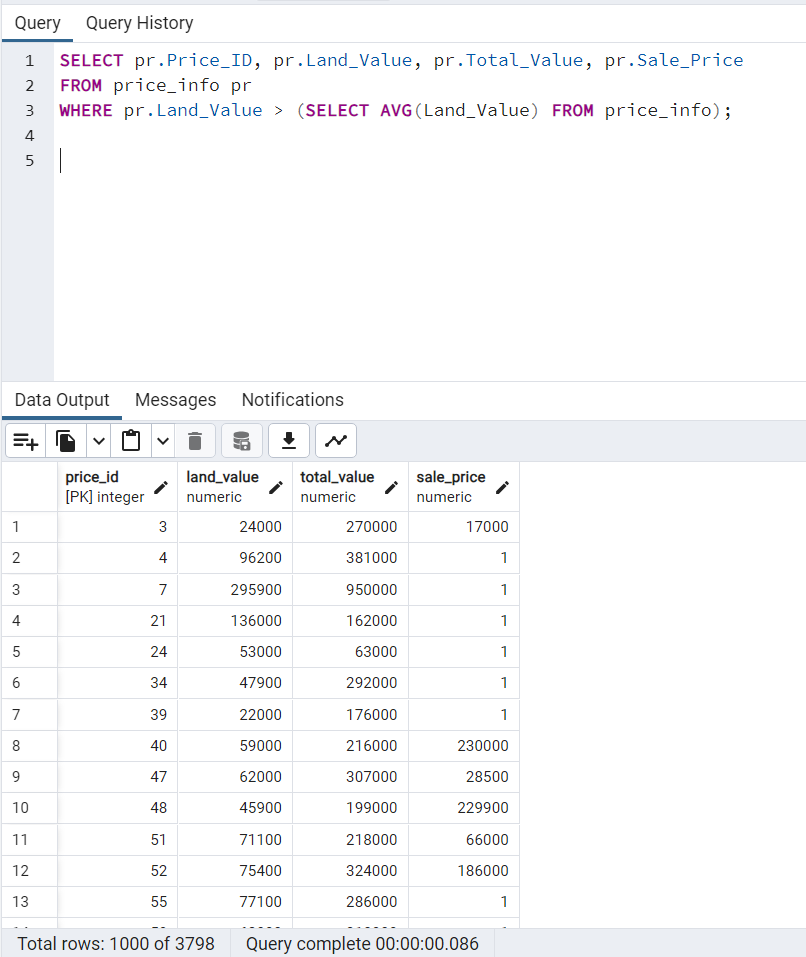 Query Query History
1 SELECT pr.Price_ID, pr.Land_Value, pr.Total_Value, pr.Sale_Price
2 FROM price_info pr
3 WHERE pr.Land_Value > (SELECT AVG(Land_Value) FROM price_info);
4
5
Data Output Messages Notifications
price_id land_value total_value sale_price
[PK] integer numeric numeric numeric
1 3 24000 270000 17000
2 4 96200 381000 1
3 7 295900 950000 1
4 21 136000 162000 1
5 24 53000 63000 1
6 34 47900 292000 1
7 39 22000 176000 1
8 40 59000 216000 230000
9 47 62000 307000 28500
10 48 45900 199000 229900
11 51 71100 218000 66000
12 52 75400 324000 186000
13 55 77100 286000 1
Total rows: 1000 of 3798 Query complete 00:00:00.086